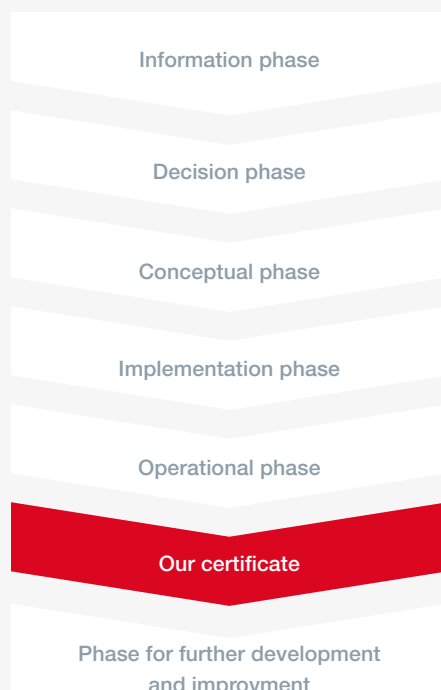 Information phase
Decision phase
Conceptual phase
Implementation phase
Operational phase
Our certificate
Phase for further development
and improvment